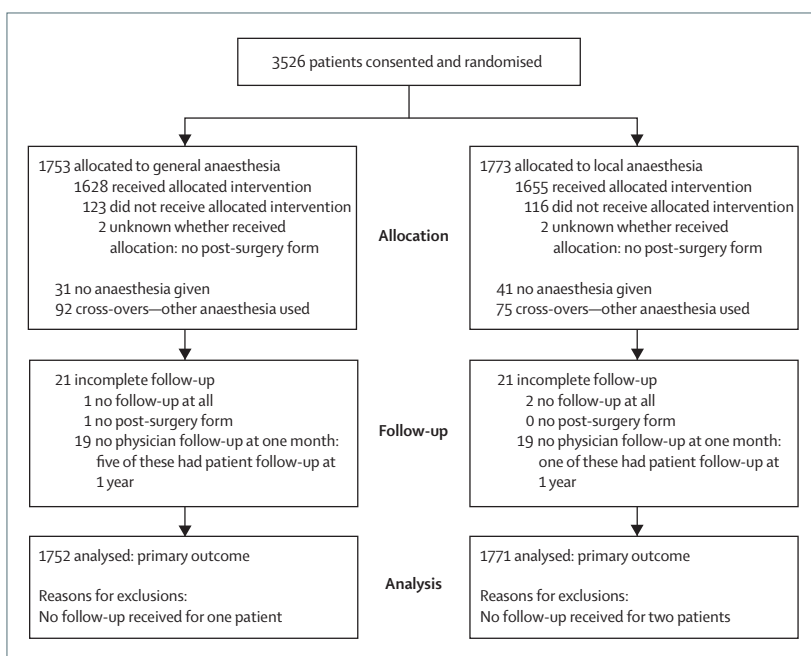 3526 patients consented and randomised
1753 allocated to general anaesthesia
1628 received allocated intervention
123 did not receive allocated intervention
2 unknown whether received
allocation: no post-surgery form
31 no anaesthesia given
92 cross-overs—other anaesthesia used
Allocation
1773 allocated to local anaesthesia
1655 received allocated intervention
116 did not receive allocated intervention
2 unknown whether received
allocation: no post-surgery form
41 no anaesthesia given
75 cross-overs—other anaesthesia used
21 incomplete follow-up
1 no follow-up at all
1 no post-surgery form
19 no physician follow-up at one month:
five of these had patient follow-up at
1 year
Follow-up
21 incomplete follow-up
2 no follow-up at all
0 no post-surgery form
19 no physician follow-up at one month:
one of these had patient follow-up at
1 year
1752 analysed: primary outcome
Reasons for exclusions:
No follow-up received for one patient
Analysis
1771 analysed: primary outcome
Reasons for exclusions:
No follow-up received for two patients